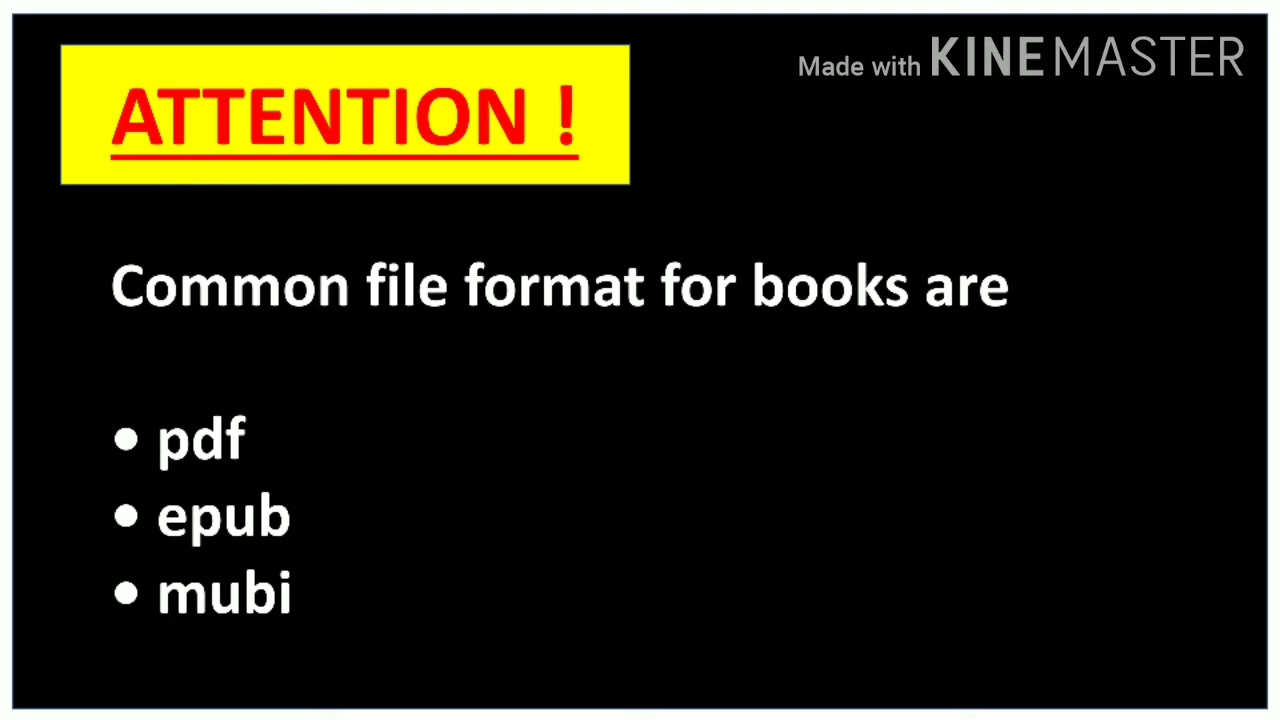 Made with KINEMASTER
ATTENTION !
Common file format for books are
• pdf
• epub
• mubi